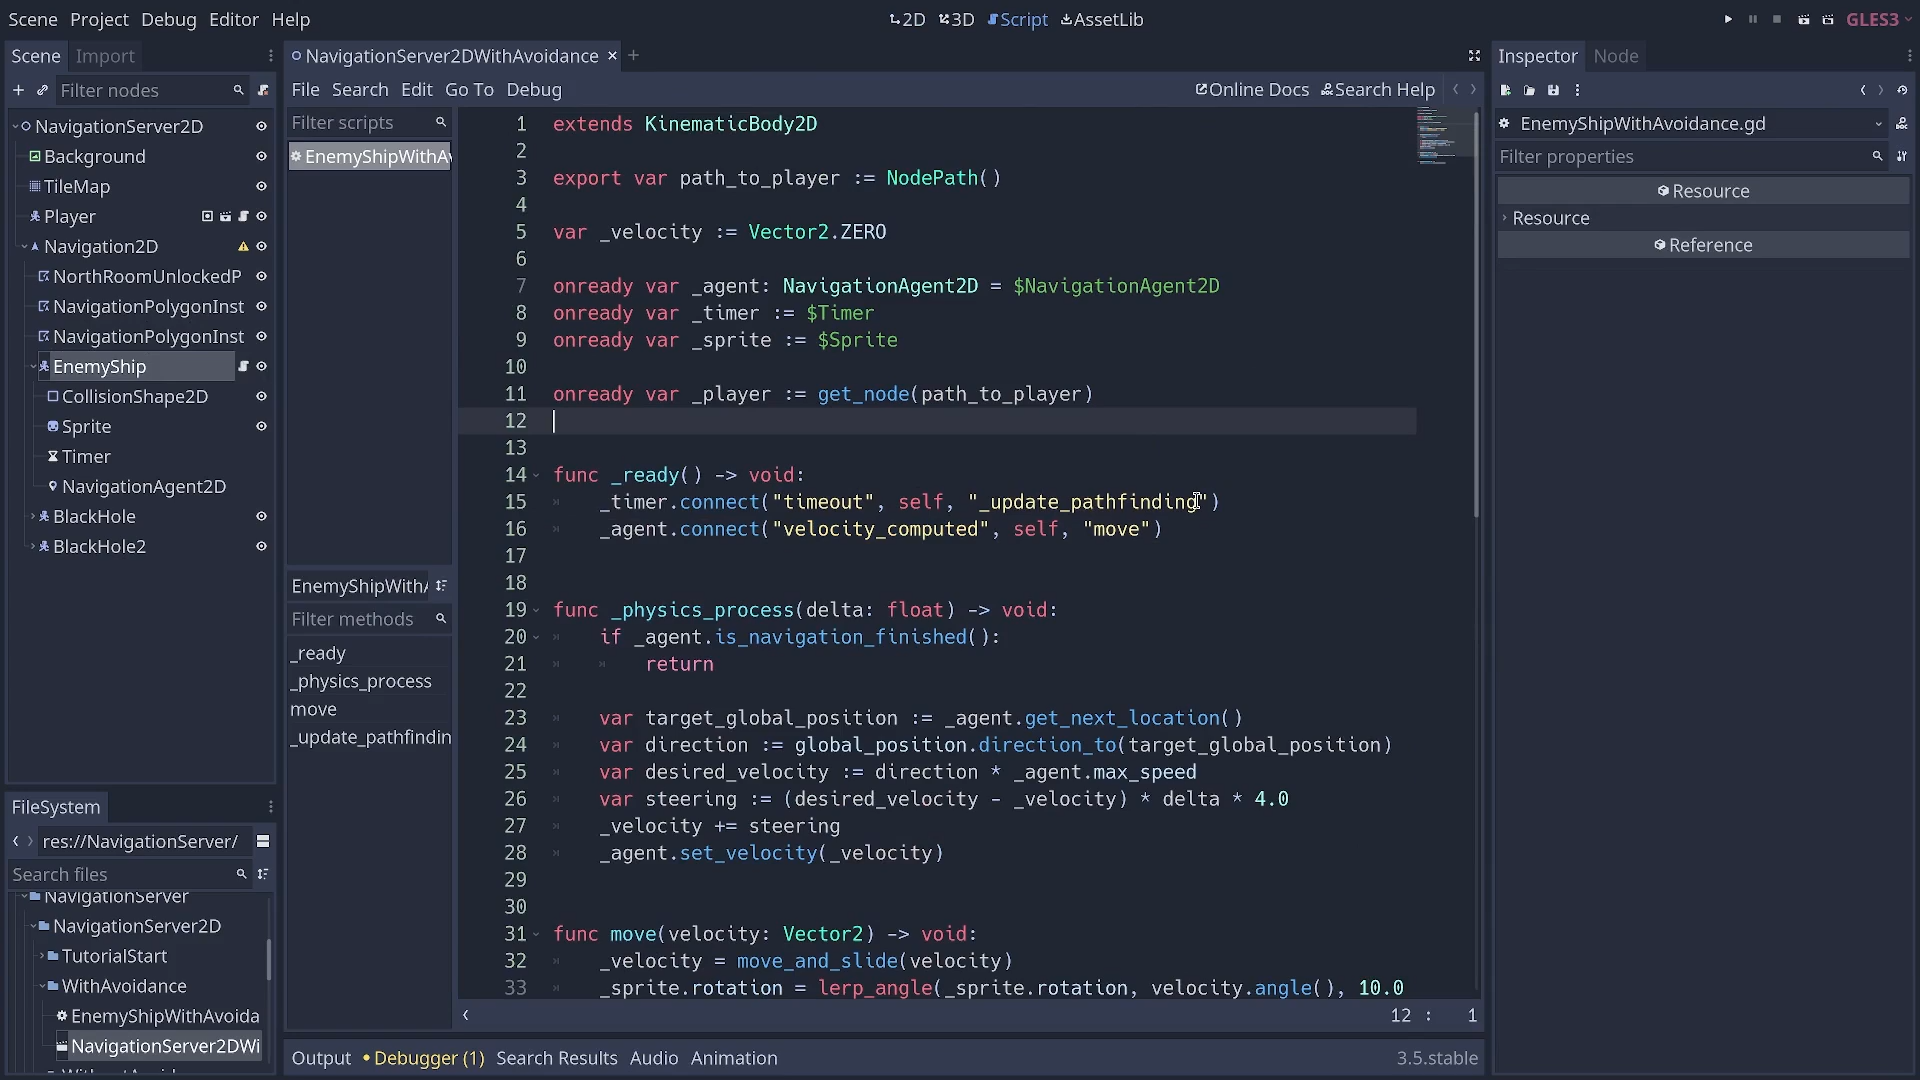 Scene Project Debug Editor Help
2D 3D Script AssetLib
GLES3
Scene Import
NavigationServer2DWithAvoidance
Inspector Node
Filter nodes
File Search Edit Go To Debug
Online Docs Search Help
NavigationServer2D
Background
TileMap
Player
Navigation2D
NorthRoomUnlockedP
NavigationPolygonInst
NavigationPolygonInst
EnemyShip
CollisionShape2D
Sprite
Timer
NavigationAgent2D
BlackHole
BlackHole2
FileSystem
res://NavigationServer/
Search files
NavigationServer
NavigationServer2D
TutorialStart
WithAvoidance
EnemyShipWithAvoida
NavigationServer2DWi
Filter scripts
EnemyShipWithAv
EnemyShipWithA
Filter methods
_ready
_physics_process
move
_update_pathfindin
1 extends KinematicBody2D
2
3 export var path_to_player := NodePath()
4
5 var _velocity := Vector2.ZERO
6
7 onready var _agent: NavigationAgent2D = $NavigationAgent2D
8 onready var _timer := $Timer
9 onready var _sprite := $Sprite
10
11 onready var _player := get_node(path_to_player)
12
13
14 func _ready() -> void:
15 _timer.connect("timeout", self, "_update_pathfinding")
16 _agent.connect("velocity_computed", self, "move")
17
18
19 func _physics_process(delta: float) -> void:
20 if _agent.is_navigation_finished():
21 return
22
23 var target_global_position := _agent.get_next_location()
24 var direction := global_position.direction_to(target_global_position)
25 var desired_velocity := direction * _agent.max_speed
26 var steering := (desired_velocity - _velocity) * delta * 4.0
27 _velocity += steering
28 _agent.set_velocity(_velocity)
29
30
31 func move(velocity: Vector2) -> void:
32 _velocity = move_and_slide(velocity)
33 _sprite.rotation = lerp_angle(_sprite.rotation, velocity.angle(), 10.0
12 : 1
Output Debugger (1) Search Results Audio Animation
3.5.stable
EnemyShipWithAvoidance.gd
Filter properties
Resource
Resource
Reference